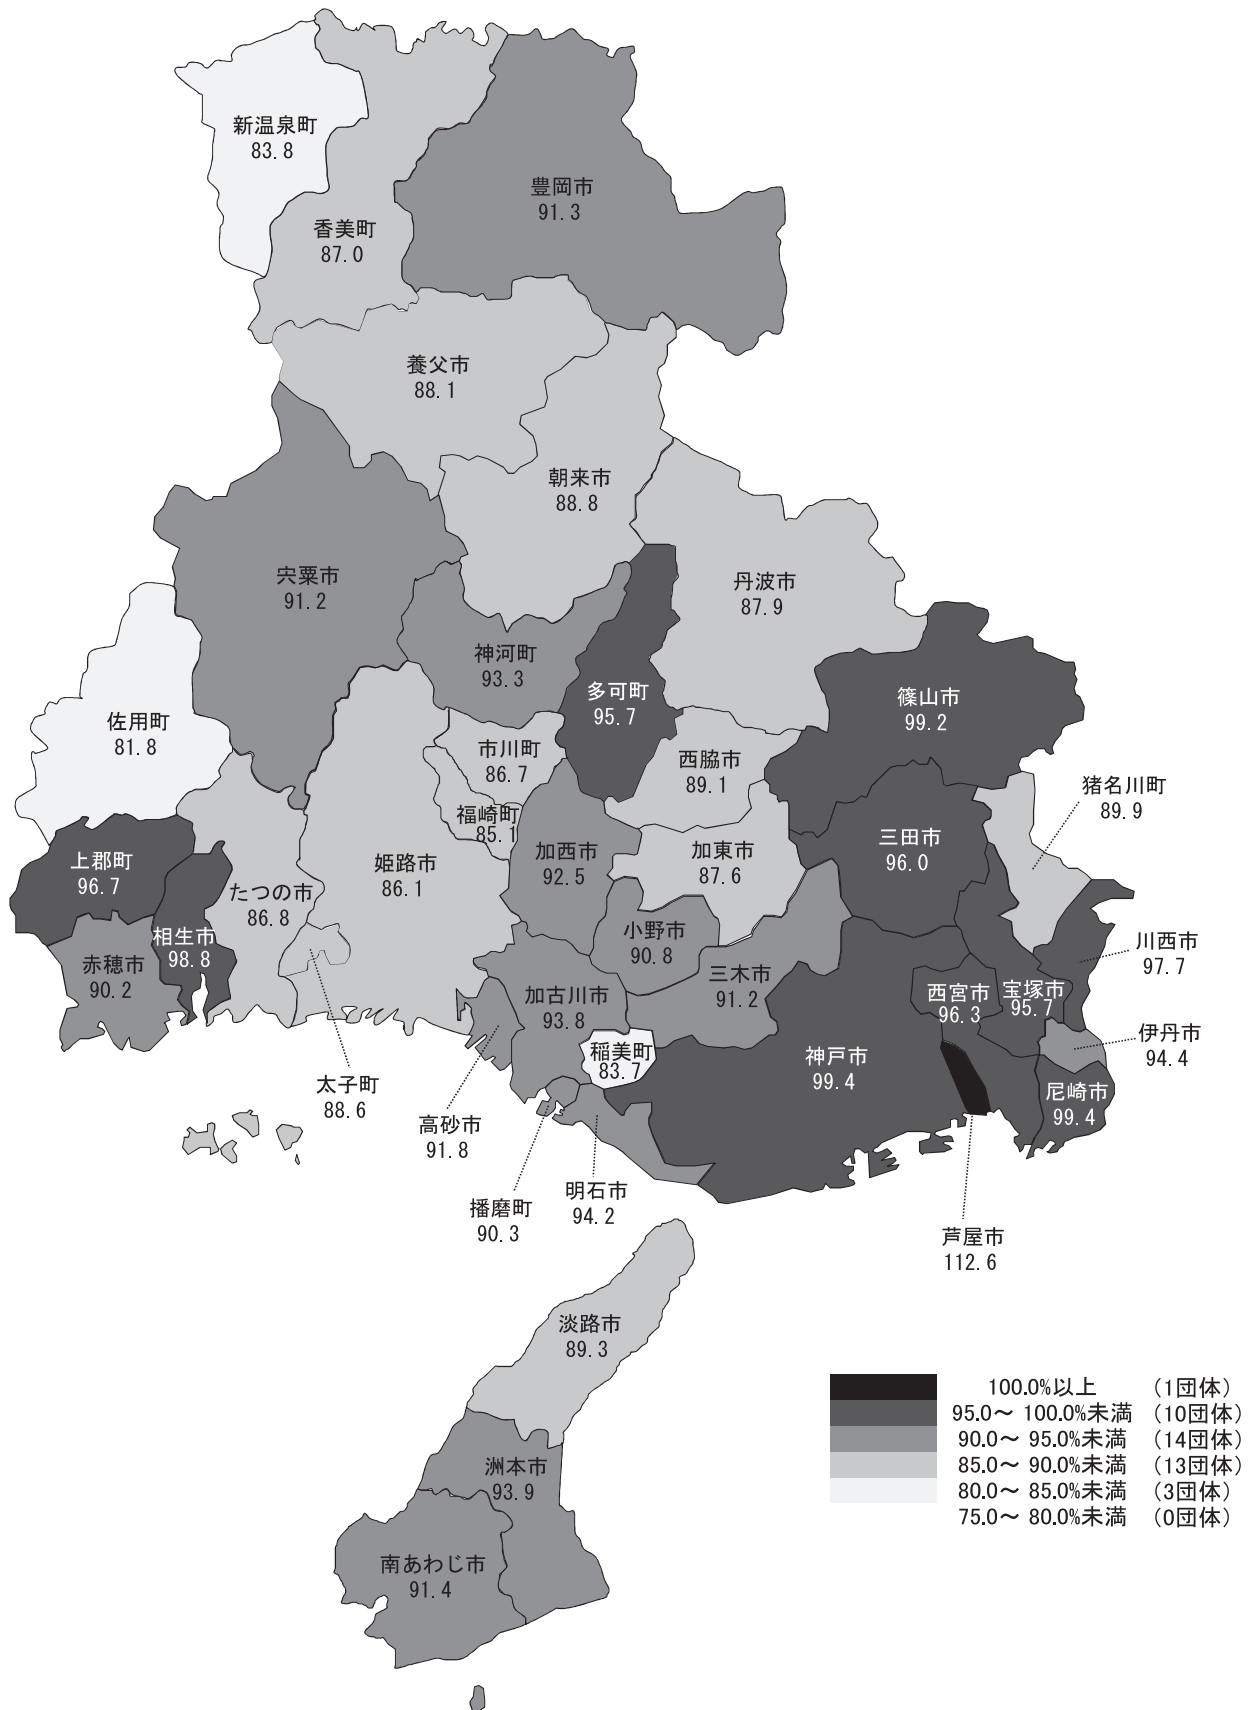 新温泉町
83.8
豊岡市
91.3
香美町
87.0
養父市
88.1
朝来市
88.8
宍粟市
91.2
丹波市
87.9
神河町
93.3
多可町
95.7
篠山市
99.2
佐用町
81.8
市川町
86.7
西脇市
89.1
猪名川町
89.9
福崎町
85.1
上郡町
96.7
姫路市
86.1
加西市
92.5
加東市
87.6
三田市
96.0
たつの市
86.8
相生市
98.8
赤穂市
90.2
小野市
90.8
三木市
91.2
川西市
97.7
加古川市
93.8
西宮市
96.3
宝塚市
95.7
伊丹市
94.4
稲美町
83.7
神戸市
99.4
尼崎市
99.4
太子町
88.6
高砂市
91.8
播磨町
90.3
明石市
94.2
芦屋市
112.6
淡路市
89.3
洲本市
93.9
南あわじ市
91.4
100.0%以上 (1団体)
95.0～ 100.0%未満 (10団体)
90.0～ 95.0%未満 (14団体)
85.0～ 90.0%未満 (13団体)
80.0～ 85.0%未満 (3団体)
75.0～ 80.0%未満 (0団体)